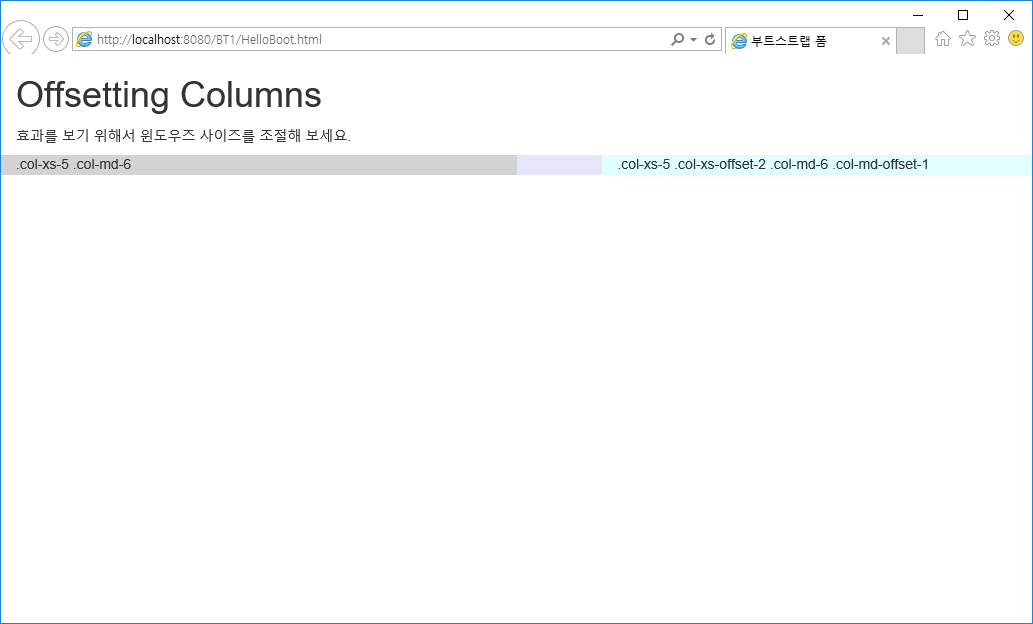 http://localhost:8080/BT1/HelloBoot.html
부트스트랩 폼
Offsetting Columns
효과를 보기 위해서 윈도우즈 사이즈를 조절해 보세요.
.col-xs-5 .col-md-6
.col-xs-5 .col-xs-offset-2 .col-md-6 .col-md-offset-1